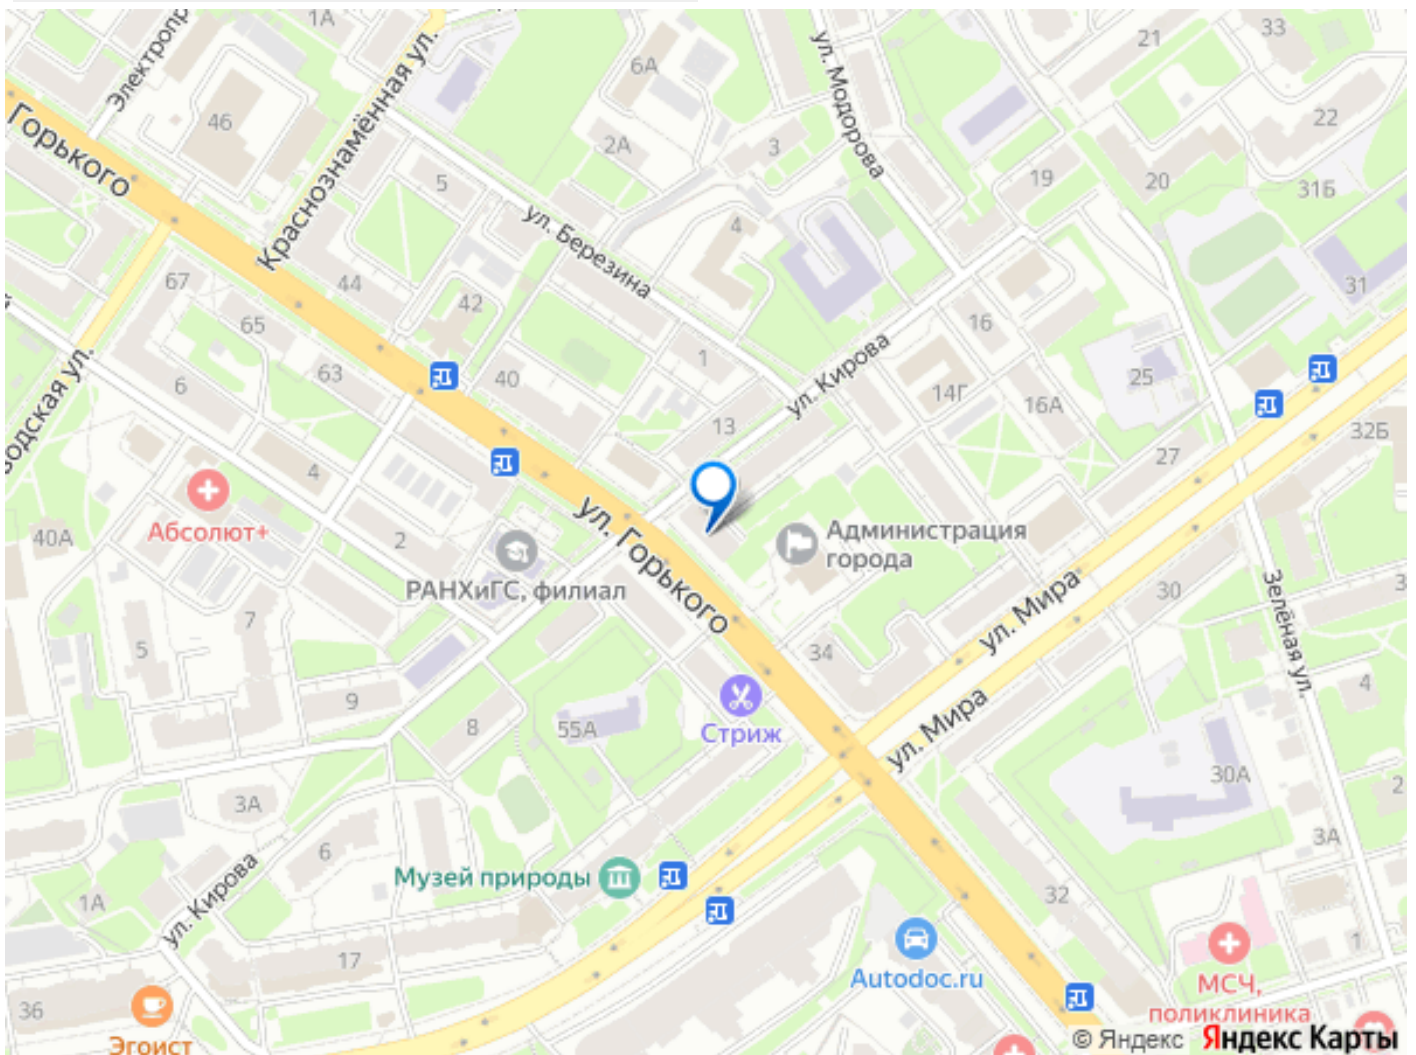 1А
33
21
Электропр
Краснознамённая ул.
6А
ул. Модорова
46
22
Горького
2А
3
5
19
20
31Б
ул. Березина
4
67
44
42
31
16
65
1
ул. Кирова
63
40
6
25
14Г
16А
13
32Б
27
водская ул.
4
Абсолют+
40А
2
ул. Горького
Администрация
города
РАНХиГС, филиал
ул. Мира
30
Зелёная ул.
3
7
5
34
4
9
8
55А
Стриж
ул. Мира
30А
2
3А
3А
6
Музей природы
32
1А
ул. Кирова
17
1
Autodoc.ru
МСЧ,
поликлиника
36
Эгоист
© Яндекс Яндекс Карты